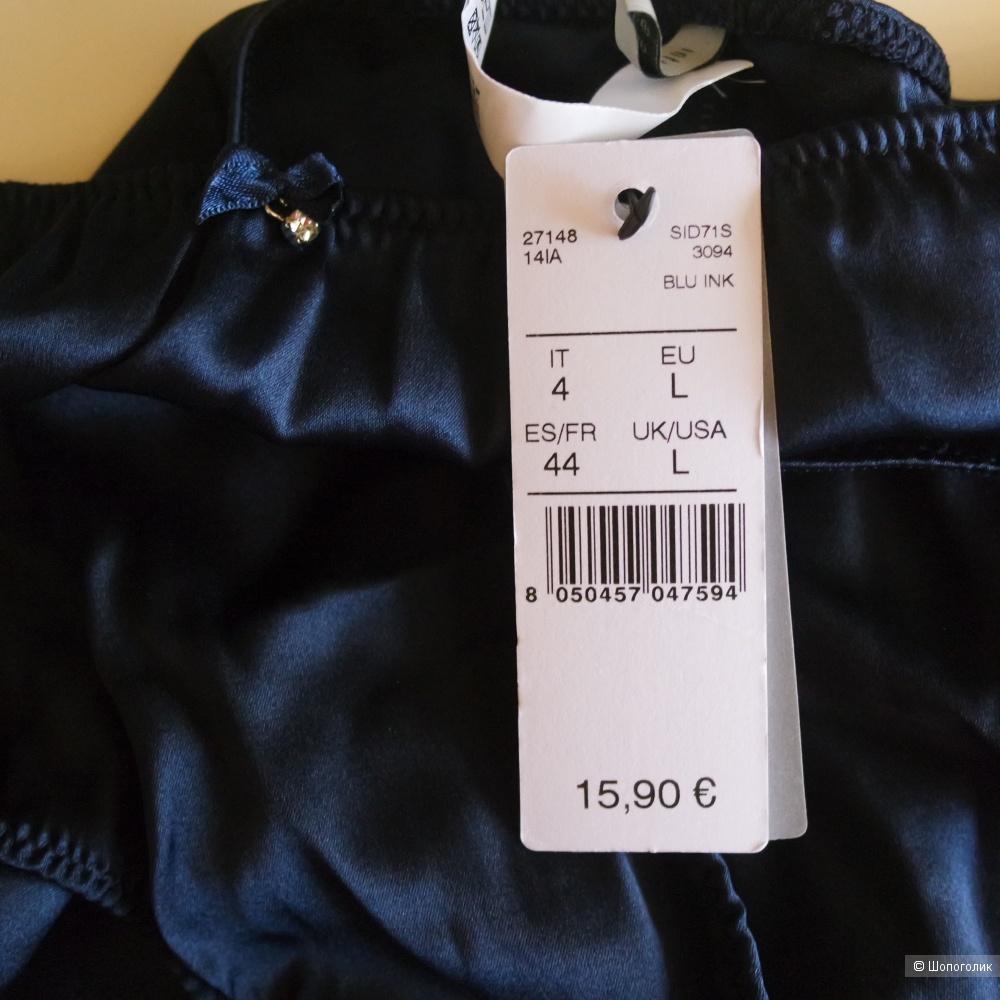 27148 SID71S
14IA 3094
BLU INK
IT EU
4 L
ES/FR UK/USA
44 L
8 050457 047594
15,90 €
© Шопоголик